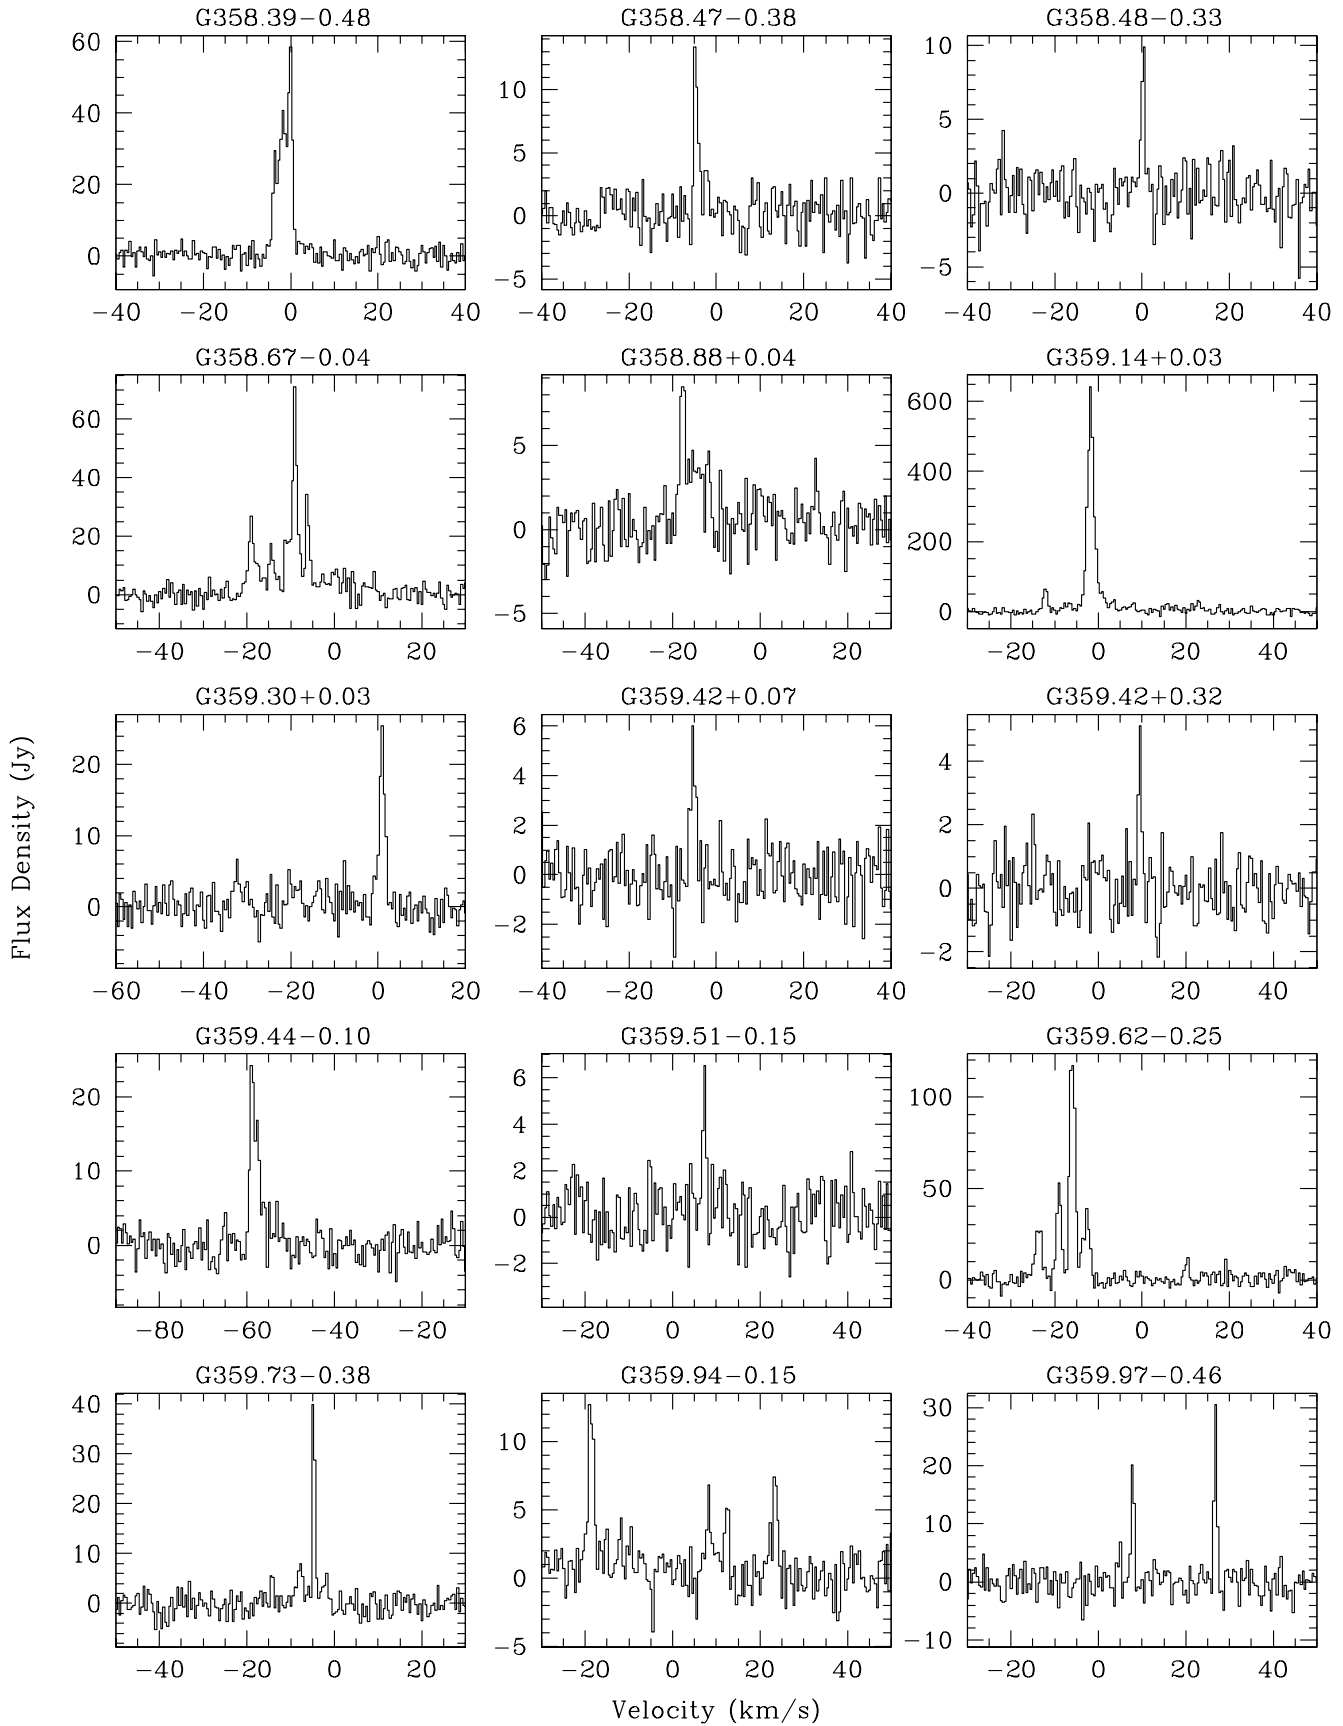 G358.39−0.48 G358.47−0.38 G358.48−0.33
60 40 20 0
10 5 0 −5
10 5 0 −5
−40 −20 0 20 40 −40 −20 0 20 40 −40 −20 0 20 40
G358.67−0.04 G358.88+0.04 G359.14+0.03
60 40 20 0
5 0 −5
600 400 200 0
−40 −20 0 20 −40 −20 0 20 −20 0 20 40
G359.30+0.03 G359.42+0.07 G359.42+0.32
20 10 0
6 4 2 0 −2
4 2 0 −2
−60 −40 −20 0 20 −40 −20 0 20 40 −20 0 20 40
Flux Density (Jy)
G359.44−0.10 G359.51−0.15 G359.62−0.25
20 10 0
6 4 2 0 −2
100 50 0
−80 −60 −40 −20 −20 0 20 40 −40 −20 0 20 40
G359.73−0.38 G359.94−0.15 G359.97−0.46
40 30 20 10 0
10 5 0 −5
30 20 10 0 −10
−40 −20 0 20 −20 0 20 40 −20 0 20 40
Velocity (km/s)